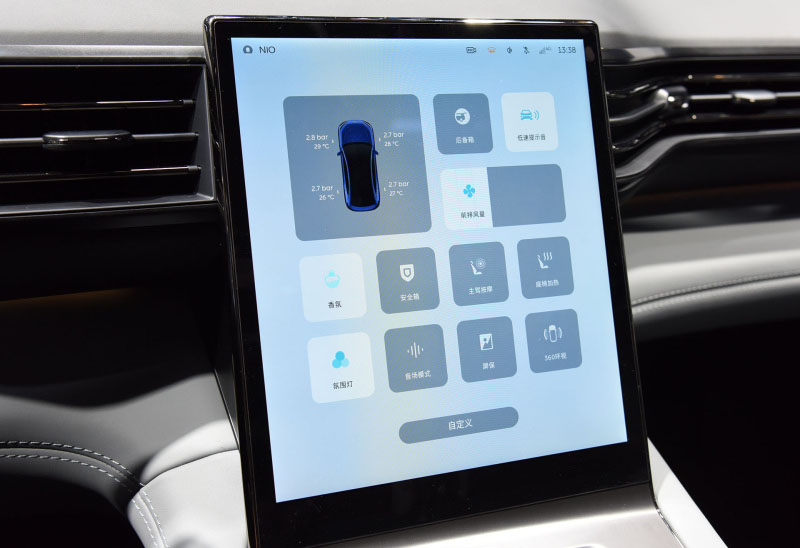 NIO
13:38
2.8 bar
29 ℃
2.7 bar
28 ℃
2.7 bar
26 ℃
2.7 bar
27 ℃
后备箱
低速提示音
前排风量
香氛
安全箱
主驾按摩
座椅加热
氛围灯
音场模式
屏保
360环视
自定义